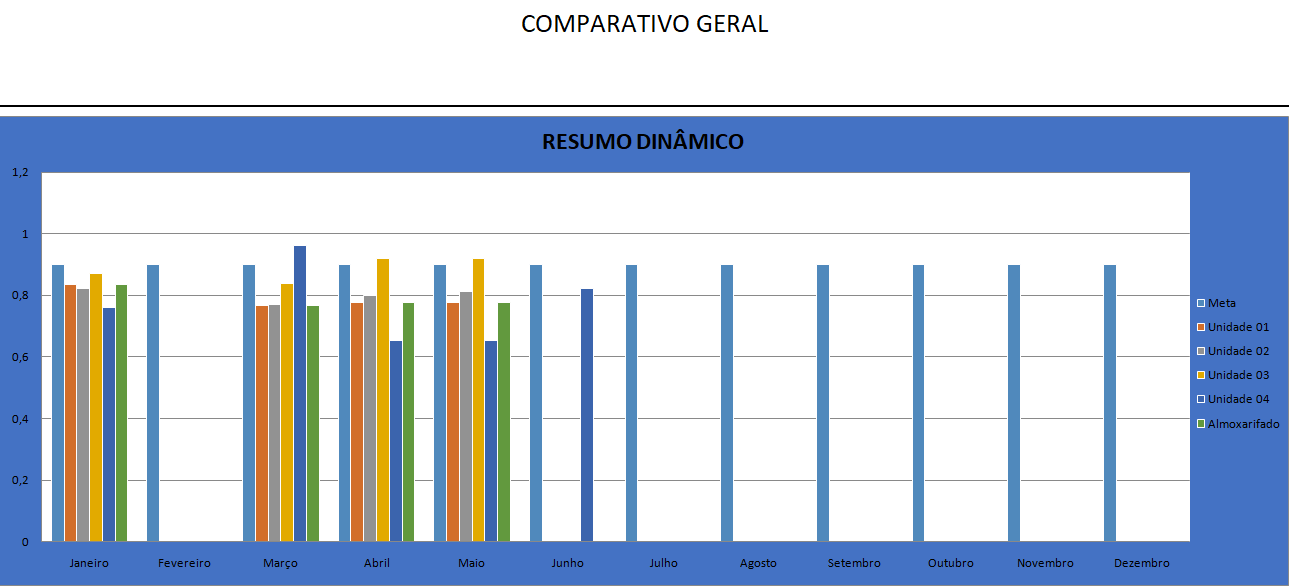 COMPARATIVO GERAL
RESUMO DINÂMICO
1,2
1
0,8
0,6
0,4
0,2
0
Janeiro
Fevereiro
Março
Abril
Maio
Junho
Julho
Agosto
Setembro
Outubro
Novembro
Dezembro
Meta
Unidade 01
Unidade 02
Unidade 03
Unidade 04
Almoxarifado